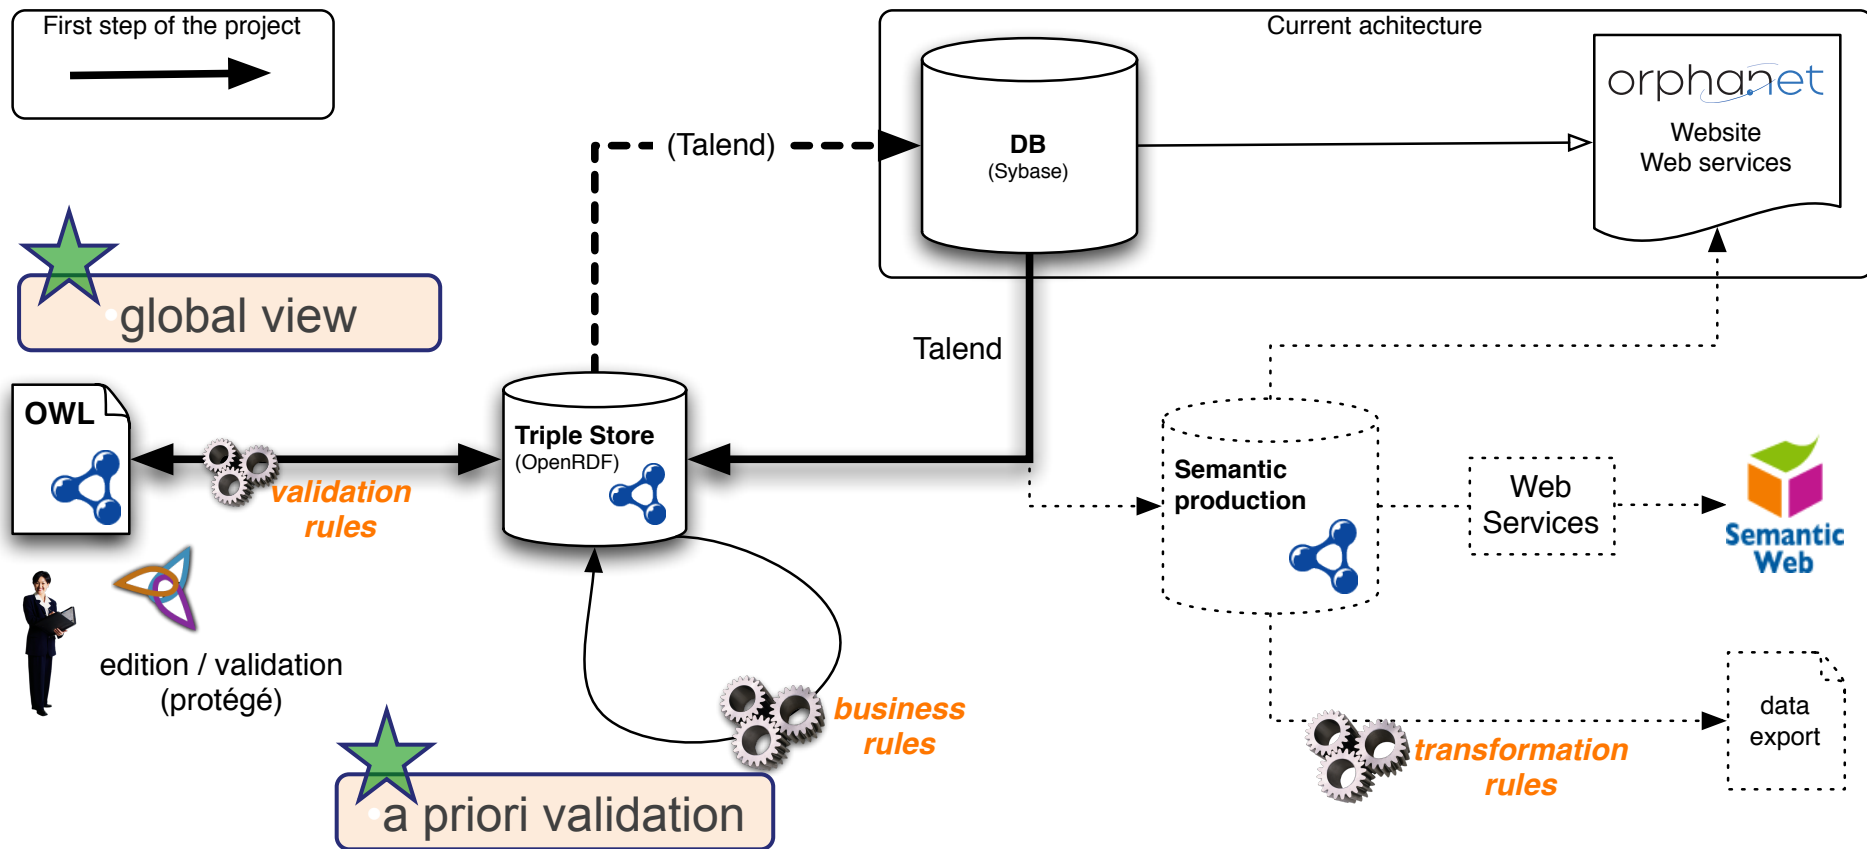 First step of the project
Current achitecture
orphanet
Website
Web services
DB
(Sybase)
(Talend)
•global view
Talend
OWL
Triple Store
(OpenRDF)
validation
rules
Semantic
production
Web
Services
Semantic
Web
edition / validation
(protégé)
business
rules
data
export
transformation
rules
•a priori validation